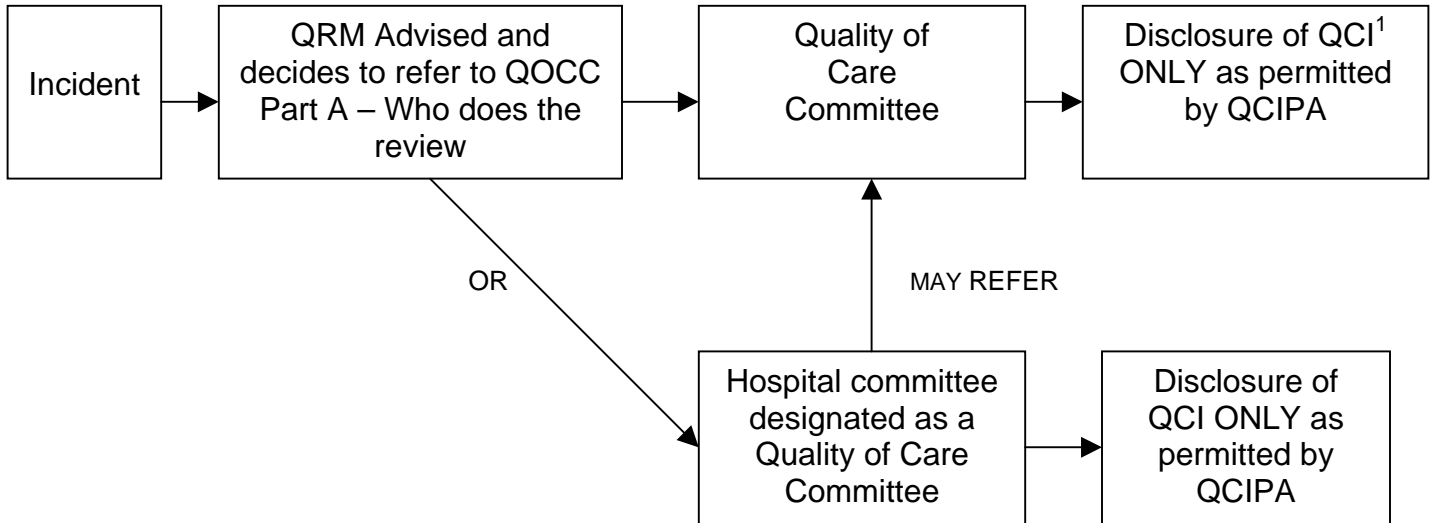 Incident
QRM Advised and
decides to refer to QOCC
Part A – Who does the
review
Quality of
Care
Committee
Disclosure of QCI¹
ONLY as permitted
by QCIPA
OR
MAY REFER
Hospital committee
designated as a
Quality of Care
Committee
Disclosure of
QCI ONLY as
permitted by
QCIPA